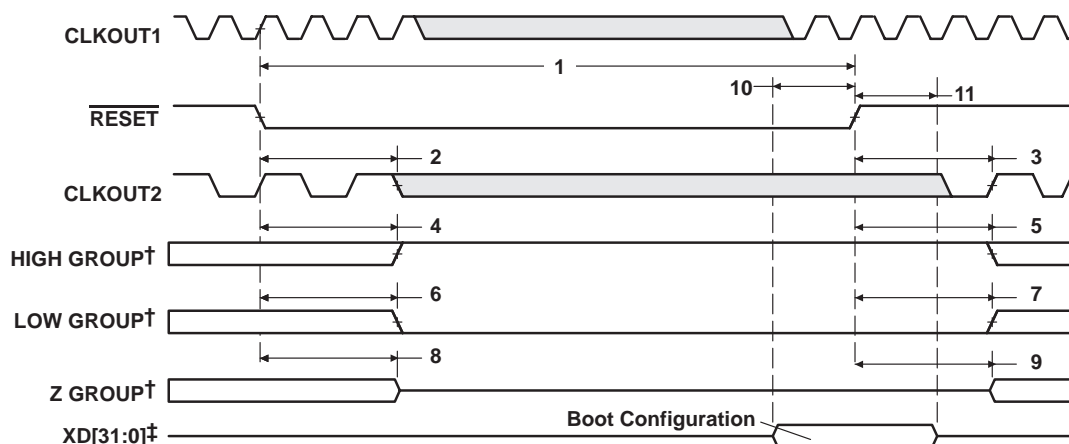 CLKOUT1
1
10
11
RESET
2
3
CLKOUT2
4
5
HIGH GROUP†
6
7
LOW GROUP†
8
9
Z GROUP†
Boot Configuration
XD[31:0]‡